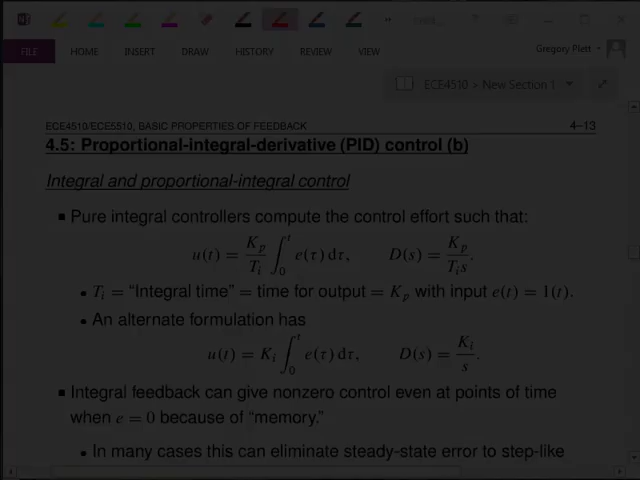 FILE HOME INSERT DRAW HISTORY REVIEW VIEW
Gregory Plett
ECE4510 > New Section 1
ECE4510/ECE5510, BASIC PROPERTIES OF FEEDBACK 4–13
4.5: Proportional-integral-derivative (PID) control (b)
Integral and proportional-integral control
■ Pure integral controllers compute the control effort such that:
u(t) = K_p/T_i ∫_0^t e(τ) dτ, D(s) = K_p/(T_i s).
• T_i = “Integral time” = time for output = K_p with input e(t) = 1(t).
• An alternate formulation has
u(t) = K_i ∫_0^t e(τ) dτ, D(s) = K_i/s.
■ Integral feedback can give nonzero control even at points of time
when e = 0 because of “memory.”
• In many cases this can eliminate steady-state error to step-like